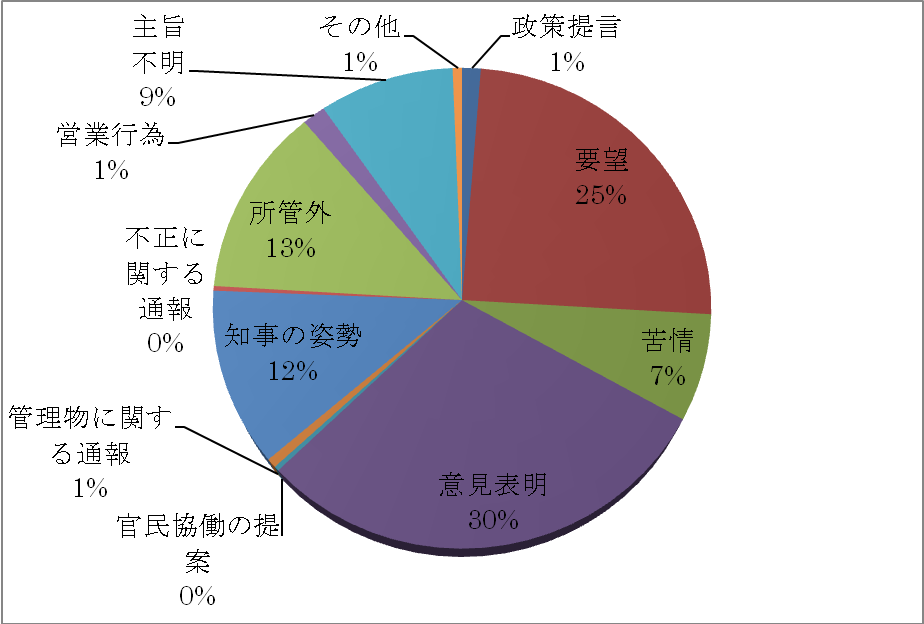 政策提言
1%
要望
25%
苦情
7%
意見表明
30%
官民協働の提
案
0%
管理物に関す
る通報
1%
知事の姿勢
12%
不正に
関する
通報
0%
所管外
13%
営業行為
1%
主旨
不明
9%
その他
1%